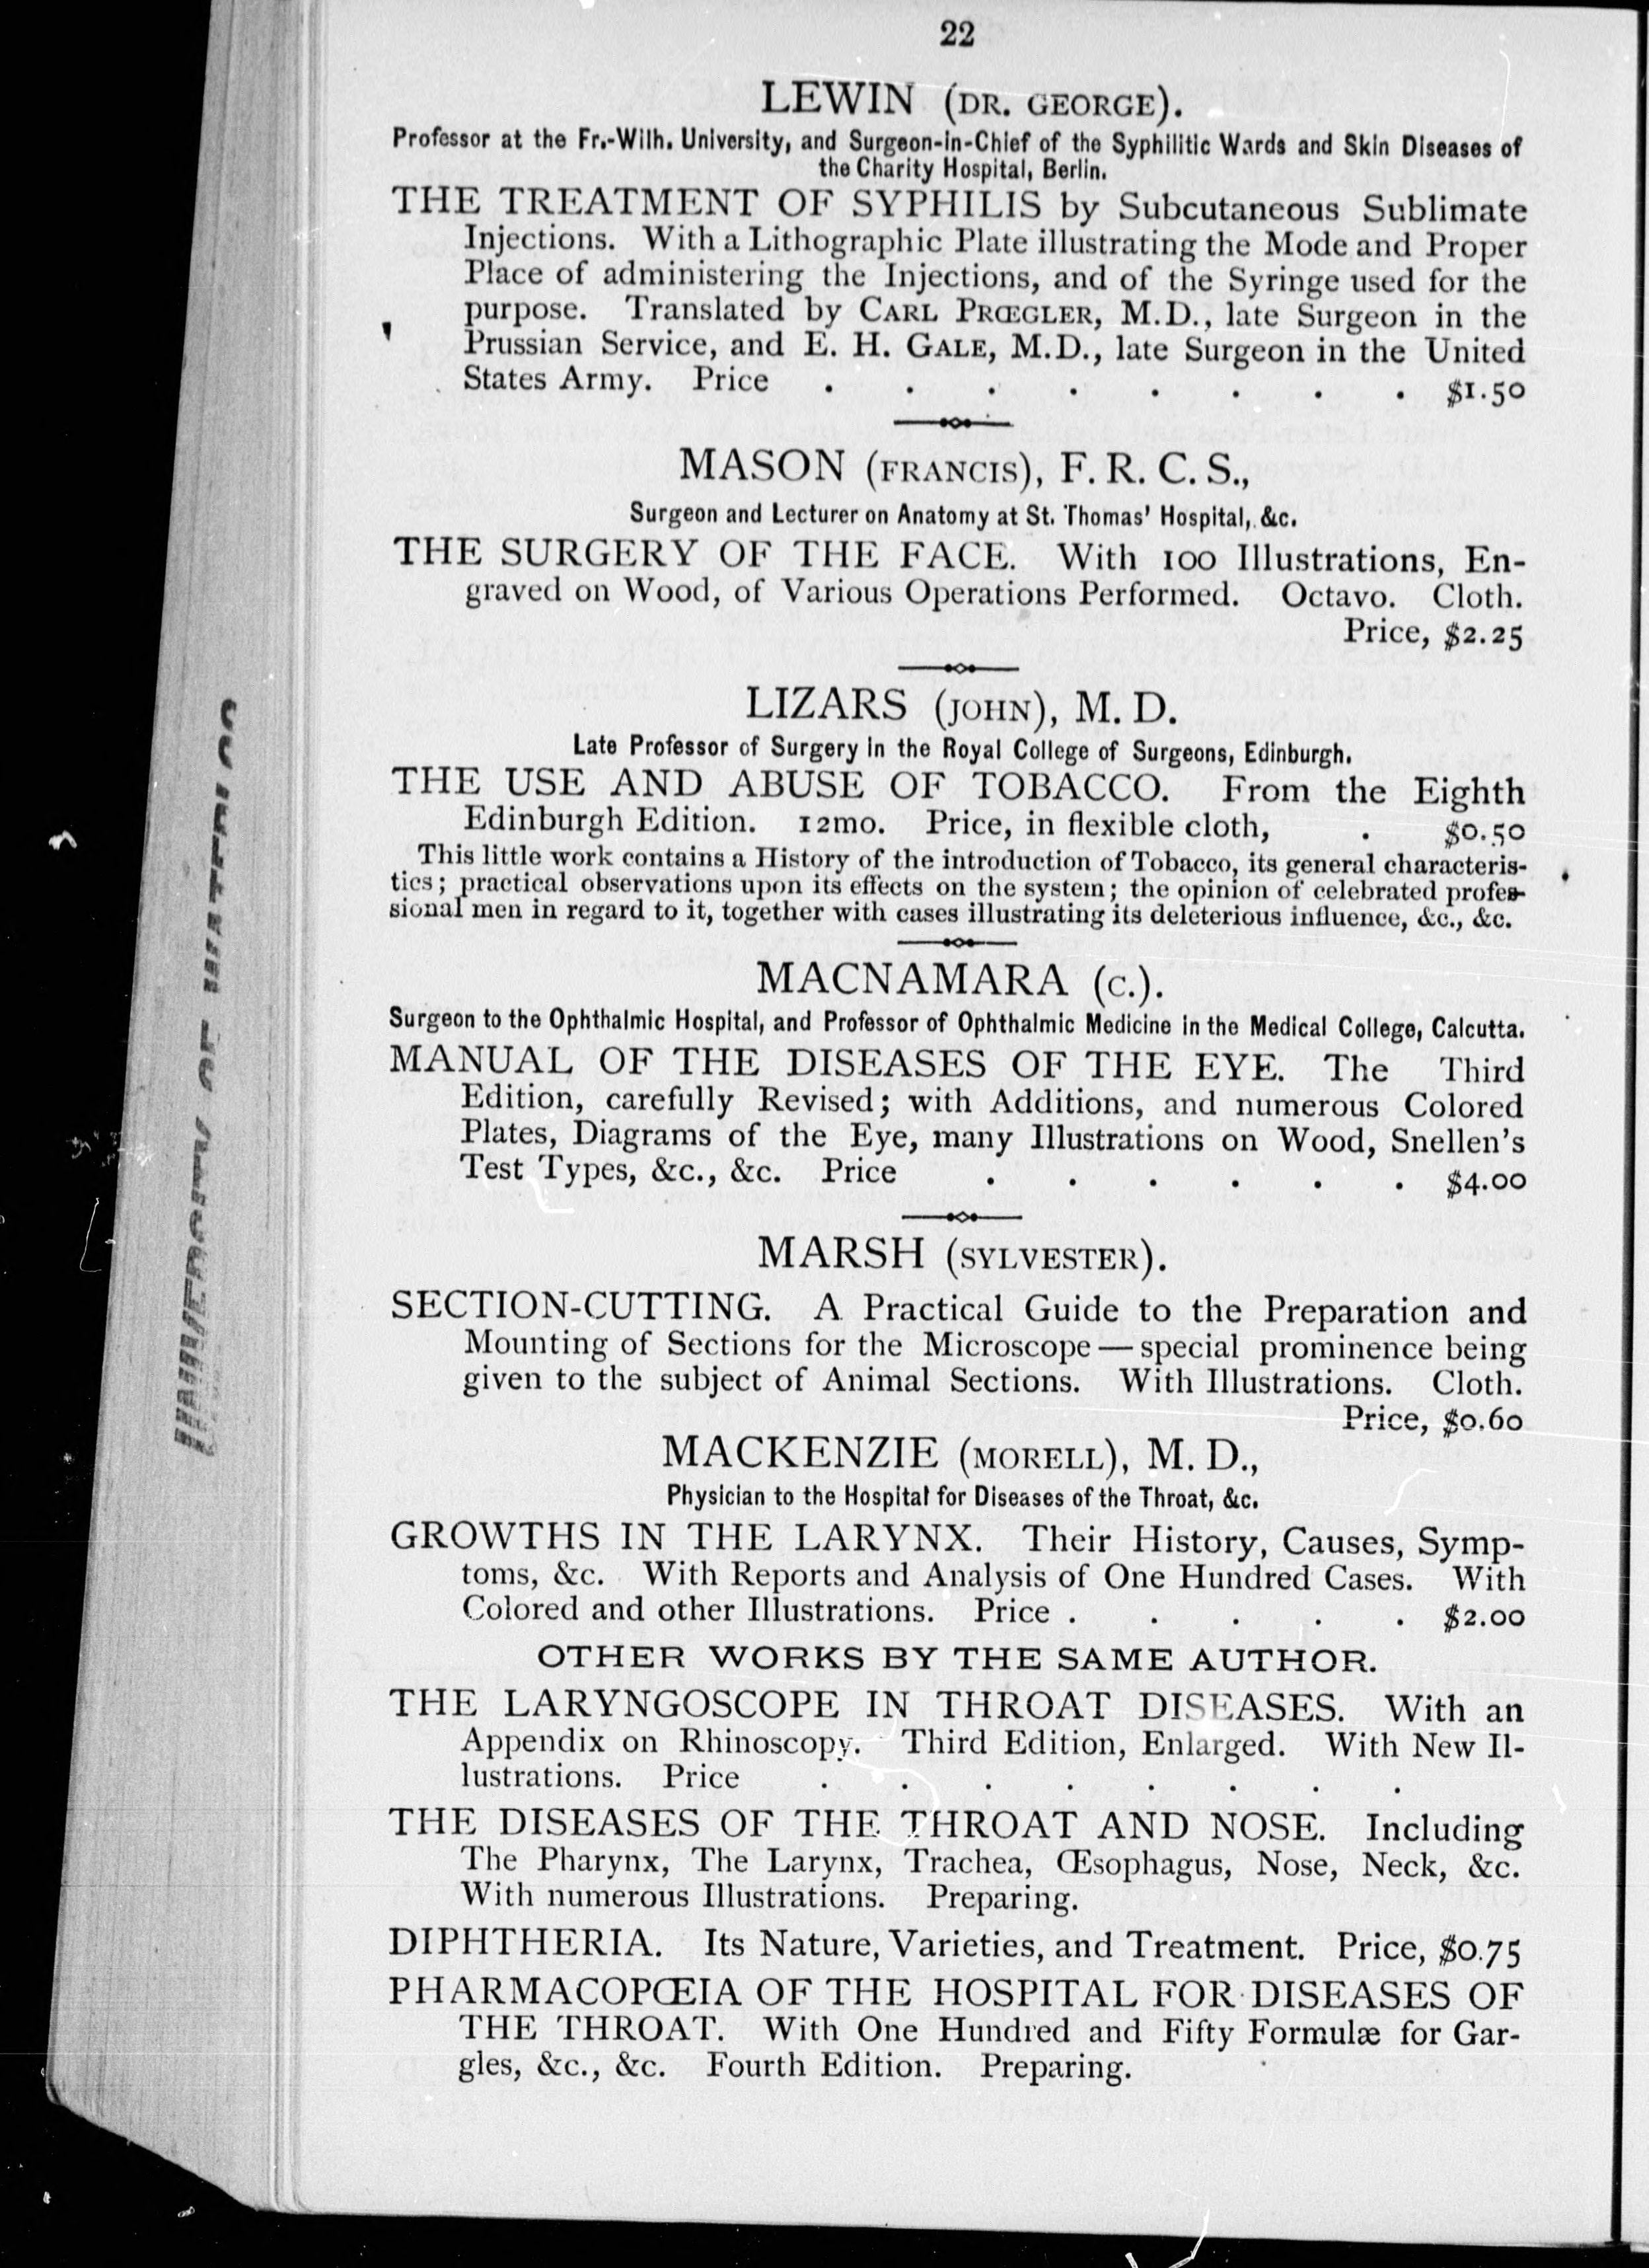 22
LEWIN (DR. GEORGE).
Professor at the Fr.-Wilh. University, and Surgeon-in-Chief of the Syphilitic Wards and Skin Diseases of
the Charity Hospital, Berlin.
THE TREATMENT OF SYPHILIS by Subcutaneous Sublimate
Injections. With a Lithographic Plate illustrating the Mode and Proper
Place of administering the Injections, and of the Syringe used for the
purpose. Translated by CARL PRŒGLER, M.D., late Surgeon in the
Prussian Service, and E. H. GALE, M.D., late Surgeon in the United
States Army. Price . . . . . . . . $1.50
MASON (FRANCIS), F. R. C. S.,
Surgeon and Lecturer on Anatomy at St. Thomas' Hospital, &c.
THE SURGERY OF THE FACE. With 100 Illustrations, En-
graved on Wood, of Various Operations Performed. Octavo. Cloth.
Price, $2.25
LIZARS (JOHN), M. D.
Late Professor of Surgery in the Royal College of Surgeons, Edinburgh.
THE USE AND ABUSE OF TOBACCO. From the Eighth
Edinburgh Edition. 12mo. Price, in flexible cloth, . $0.50
This little work contains a History of the introduction of Tobacco, its general characteris-
tics; practical observations upon its effects on the system; the opinion of celebrated profes-
sional men in regard to it, together with cases illustrating its deleterious influence, &c., &c.
MACNAMARA (C.).
Surgeon to the Ophthalmic Hospital, and Professor of Ophthalmic Medicine in the Medical College, Calcutta.
MANUAL OF THE DISEASES OF THE EYE. The Third
Edition, carefully Revised; with Additions, and numerous Colored
Plates, Diagrams of the Eye, many Illustrations on Wood, Snellen's
Test Types, &c., &c. Price . . . . . . $4.00
MARSH (SYLVESTER).
SECTION-CUTTING. A Practical Guide to the Preparation and
Mounting of Sections for the Microscope — special prominence being
given to the subject of Animal Sections. With Illustrations. Cloth.
Price, $0.60
MACKENZIE (MORELL), M. D.,
Physician to the Hospital for Diseases of the Throat, &c.
GROWTHS IN THE LARYNX. Their History, Causes, Symp-
toms, &c. With Reports and Analysis of One Hundred Cases. With
Colored and other Illustrations. Price . . . . . $2.00
OTHER WORKS BY THE SAME AUTHOR.
THE LARYNGOSCOPE IN THROAT DISEASES. With an
Appendix on Rhinoscopy. Third Edition, Enlarged. With New Il-
lustrations. Price . . . . . . . .
THE DISEASES OF THE THROAT AND NOSE. Including
The Pharynx, The Larynx, Trachea, Œsophagus, Nose, Neck, &c.
With numerous Illustrations. Preparing.
DIPHTHERIA. Its Nature, Varieties, and Treatment. Price, $0.75
PHARMACOPŒIA OF THE HOSPITAL FOR DISEASES OF
THE THROAT. With One Hundred and Fifty Formulæ for Gar-
gles, &c., &c. Fourth Edition. Preparing.
UNIVERSITY OF WATERLOO